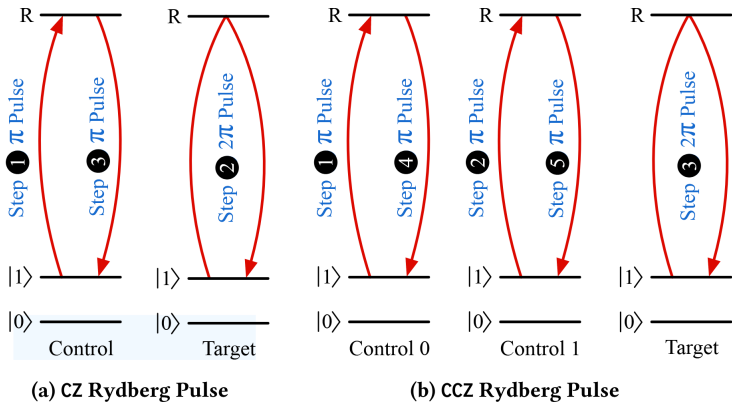 R
Step 1 π Pulse
Step 3 π Pulse
|1⟩
|0⟩
Control
R
Step 2 2π Pulse
|1⟩
|0⟩
Target
(a) CZ Rydberg Pulse
R
Step 1 π Pulse
Step 4 π Pulse
|1⟩
|0⟩
Control 0
R
Step 2 π Pulse
Step 5 π Pulse
|1⟩
|0⟩
Control 1
R
Step 3 2π Pulse
|1⟩
|0⟩
Target
(b) CCZ Rydberg Pulse